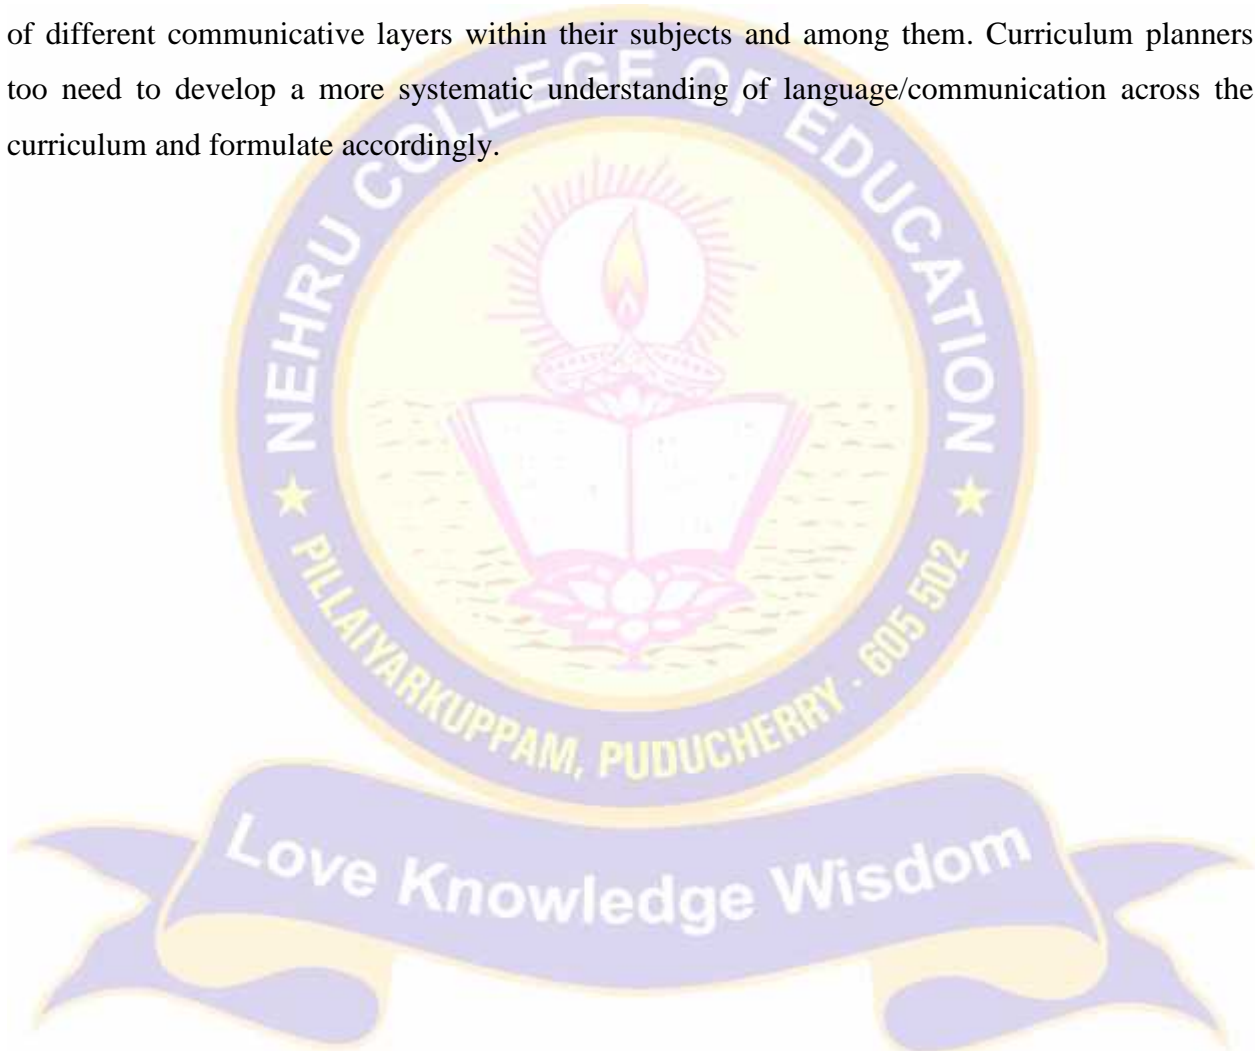 of different communicative layers within their subjects and among them. Curriculum planners
too need to develop a more systematic understanding of language/communication across the
curriculum and formulate accordingly.
NEHRU COLLEGE OF EDUCATION
PILLAIYARKUPPAM, PUDUCHERRY - 605 502
Love Knowledge Wisdom